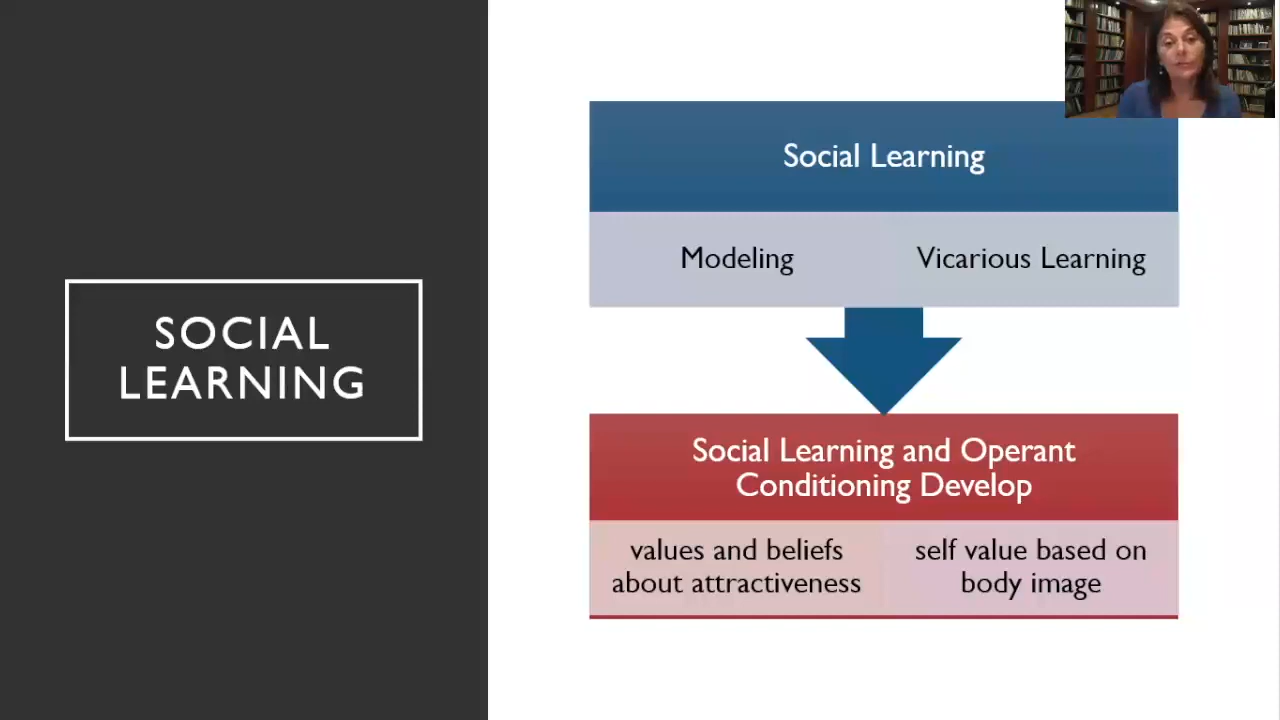 SOCIAL
LEARNING
Social Learning
Modeling
Vicarious Learning
Social Learning and Operant
Conditioning Develop
values and beliefs
about attractiveness
self value based on
body image